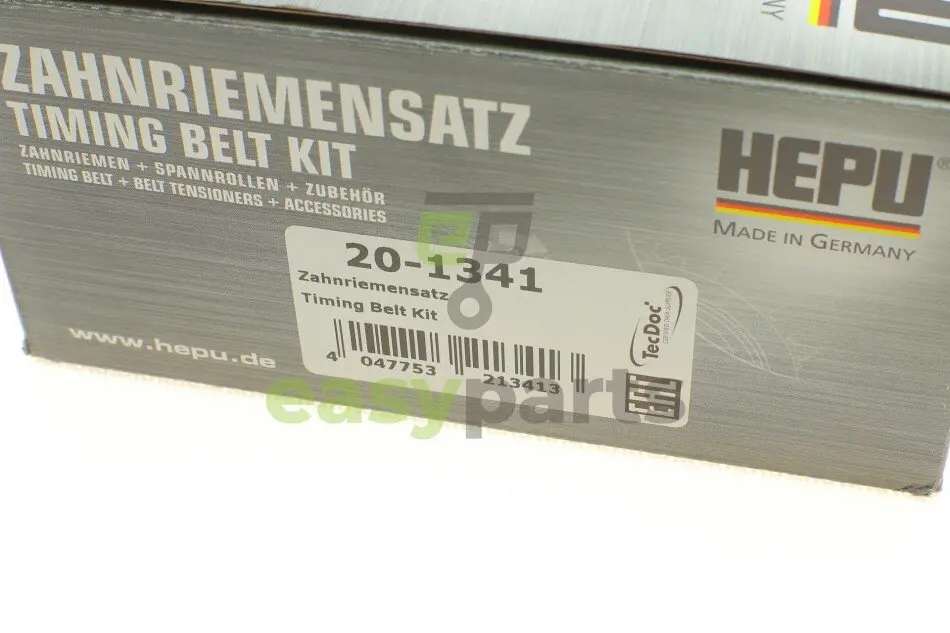 ZAHNRIEMENSATZ
TIMING BELT KIT
ZAHNRIEMEN + SPANNROLLEN + ZUBEHÖR
TIMING BELT + BELT TENSIONERS + ACCESSORIES
HEPU®
MADE IN GERMANY
20-1341
Zahnriemensatz
Timing Belt Kit
4 047753 213413
TecDoc
EAC
www.hepu.de
easyparts